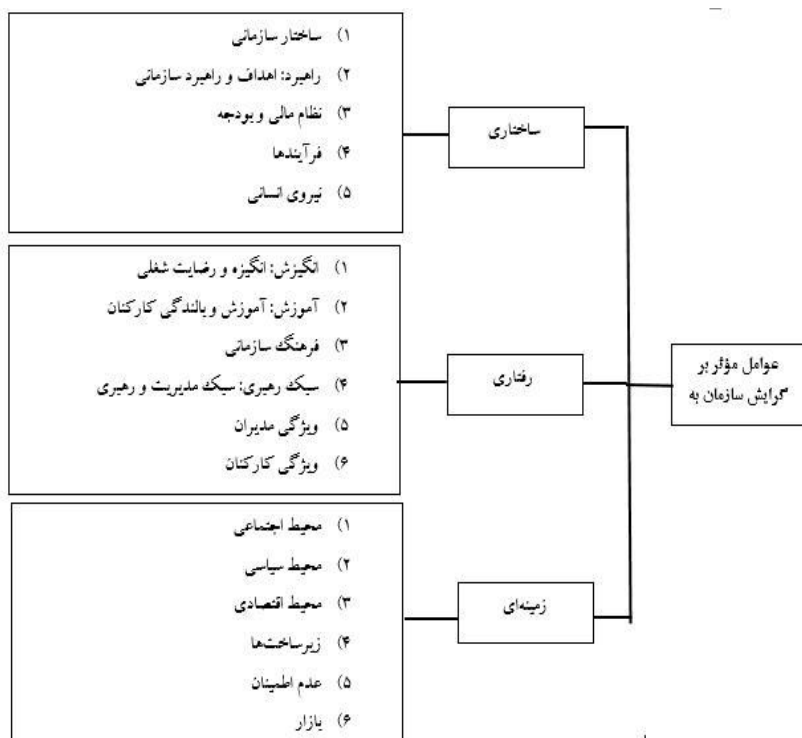 عوامل مؤثر بر
گرایش سازمان به
ساختاری
۱) ساختار سازمانی
۲) راهبرد: اهداف و راهبرد سازمانی
۳) نظام مالی و بودجه
۴) فرآیندها
۵) نیروی انسانی
رفتاری
۱) انگیزش: انگیزه و رضایت شغلی
۲) آموزش: آموزش و بالندگی کارکنان
۳) فرهنگ سازمانی
۴) سبک رهبری: سبک مدیریت و رهبری
۵) ویژگی مدیران
۶) ویژگی کارکنان
زمینه‌ای
۱) محیط اجتماعی
۲) محیط سیاسی
۳) محیط اقتصادی
۴) زیرساخت‌ها
۵) عدم اطمینان
۶) بازار